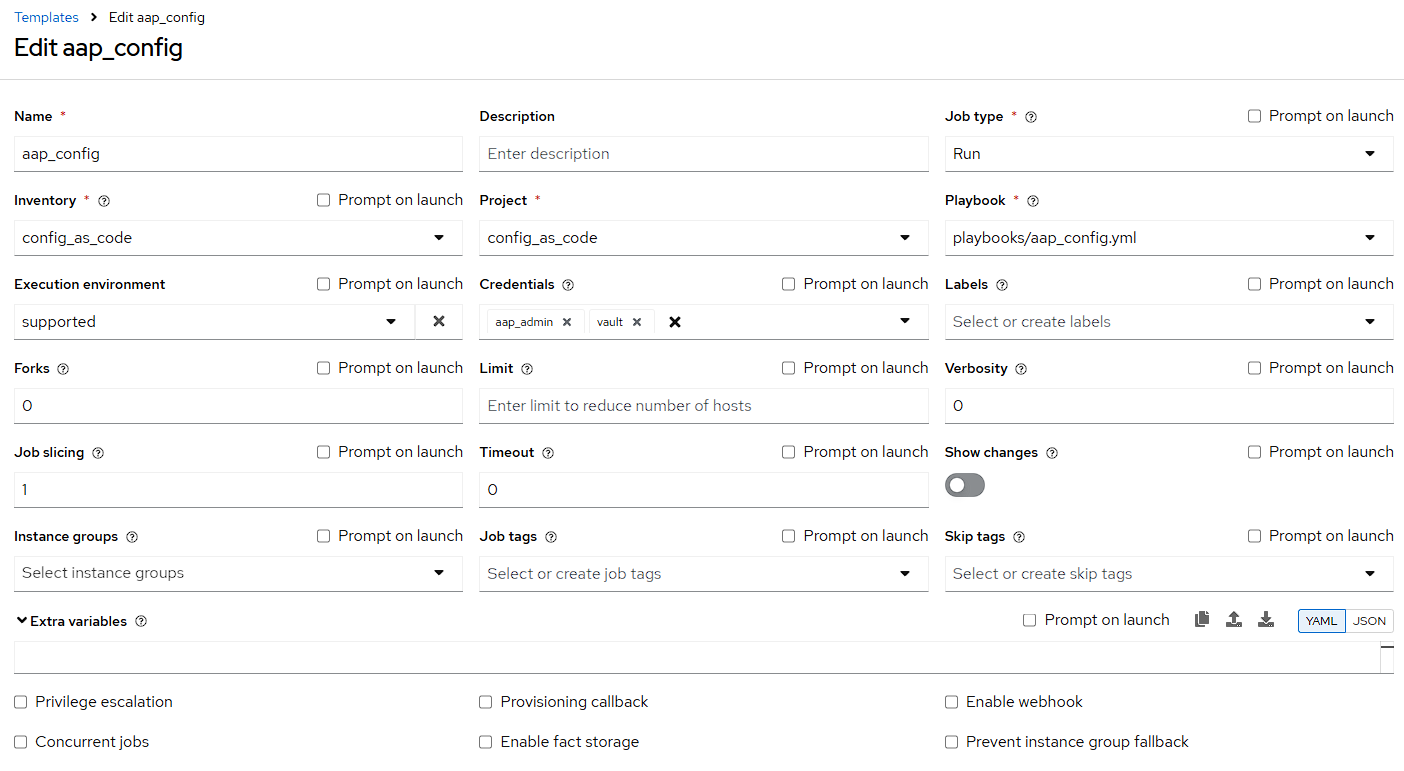 Templates > Edit aap_config
Edit aap_config
Name * Description Job type * Prompt on launch
aap_config Enter description Run
Inventory * Prompt on launch Project * Playbook *
config_as_code config_as_code playbooks/aap_config.yml
Execution environment Prompt on launch Credentials Prompt on launch Labels Prompt on launch
supported aap_admin vault Select or create labels
Forks Prompt on launch Limit Prompt on launch Verbosity Prompt on launch
0 Enter limit to reduce number of hosts 0
Job slicing Prompt on launch Timeout Prompt on launch Show changes Prompt on launch
1 0
Instance groups Prompt on launch Job tags Prompt on launch Skip tags Prompt on launch
Select instance groups Select or create job tags Select or create skip tags
Extra variables Prompt on launch YAML JSON
Privilege escalation Provisioning callback Enable webhook
Concurrent jobs Enable fact storage Prevent instance group fallback